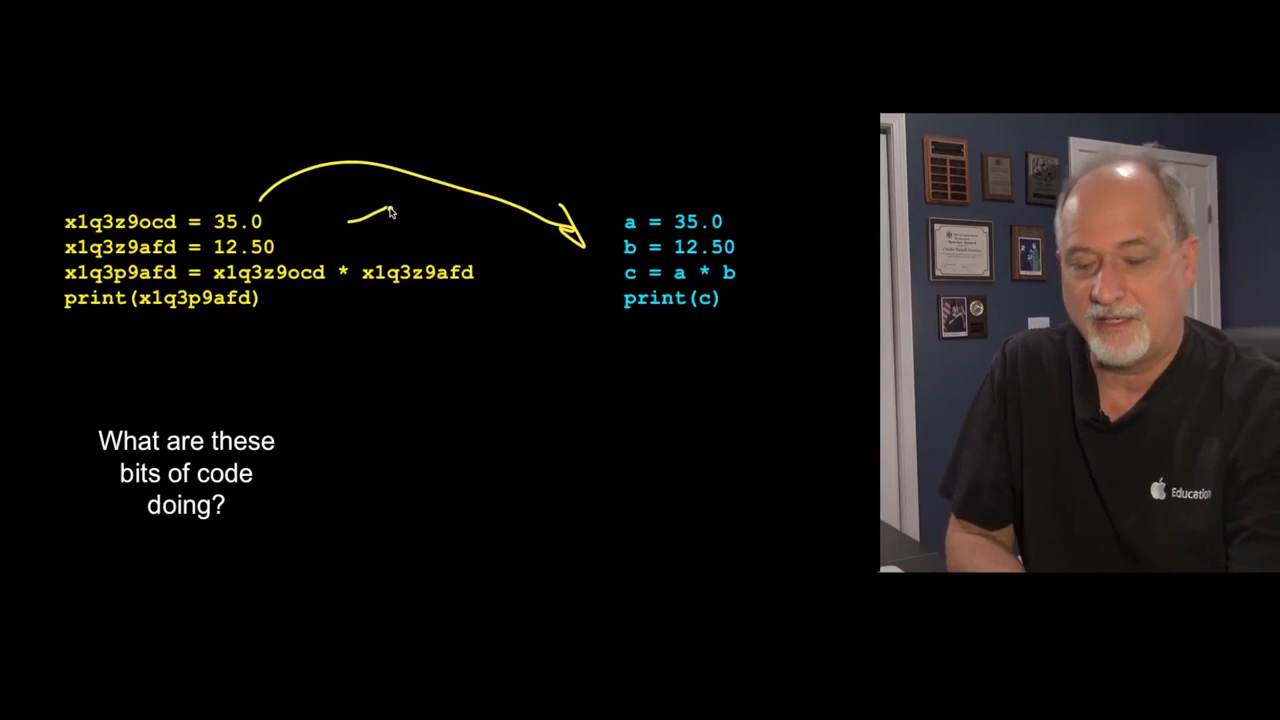 x1q3z9ocd = 35.0
x1q3z9afd = 12.50
x1q3p9afd = x1q3z9ocd * x1q3z9afd
print(x1q3p9afd)
a = 35.0
b = 12.50
c = a * b
print(c)
What are these
bits of code
doing?
Education